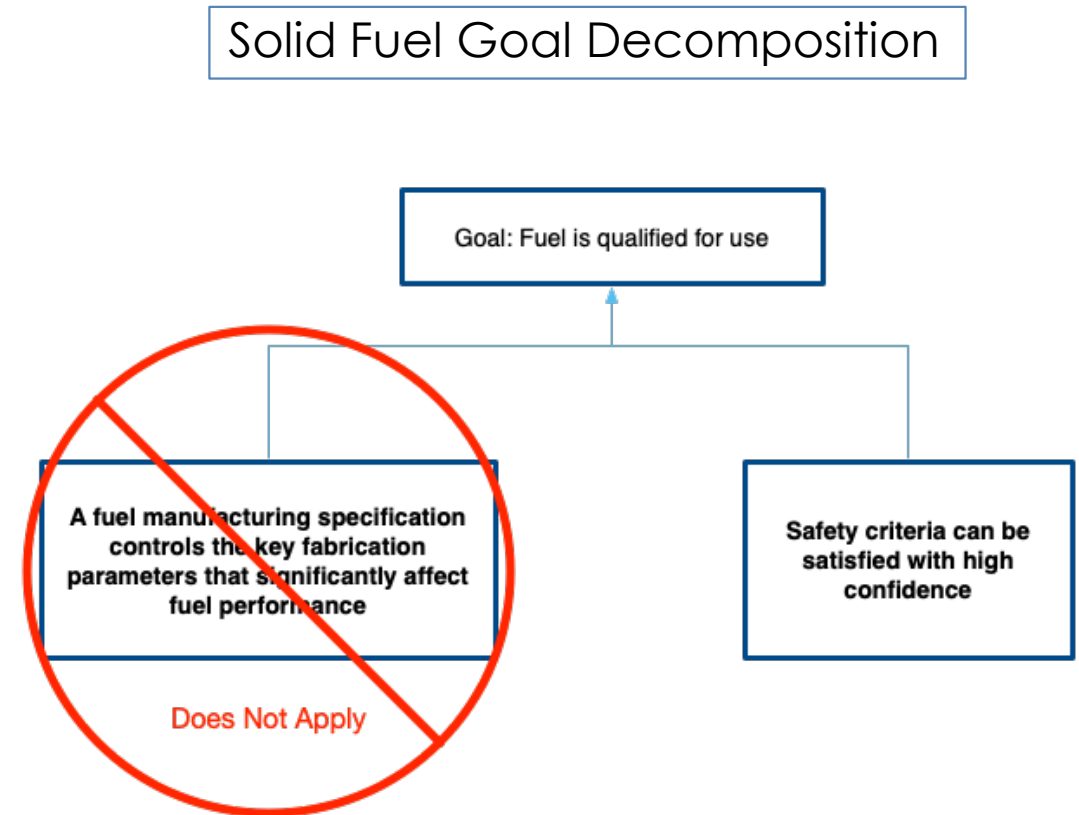 Solid Fuel Goal Decomposition
Goal: Fuel is qualified for use
A fuel manufacturing specification
controls the key fabrication
parameters that significantly affect
fuel performance
Does Not Apply
Safety criteria can be
satisfied with high
confidence